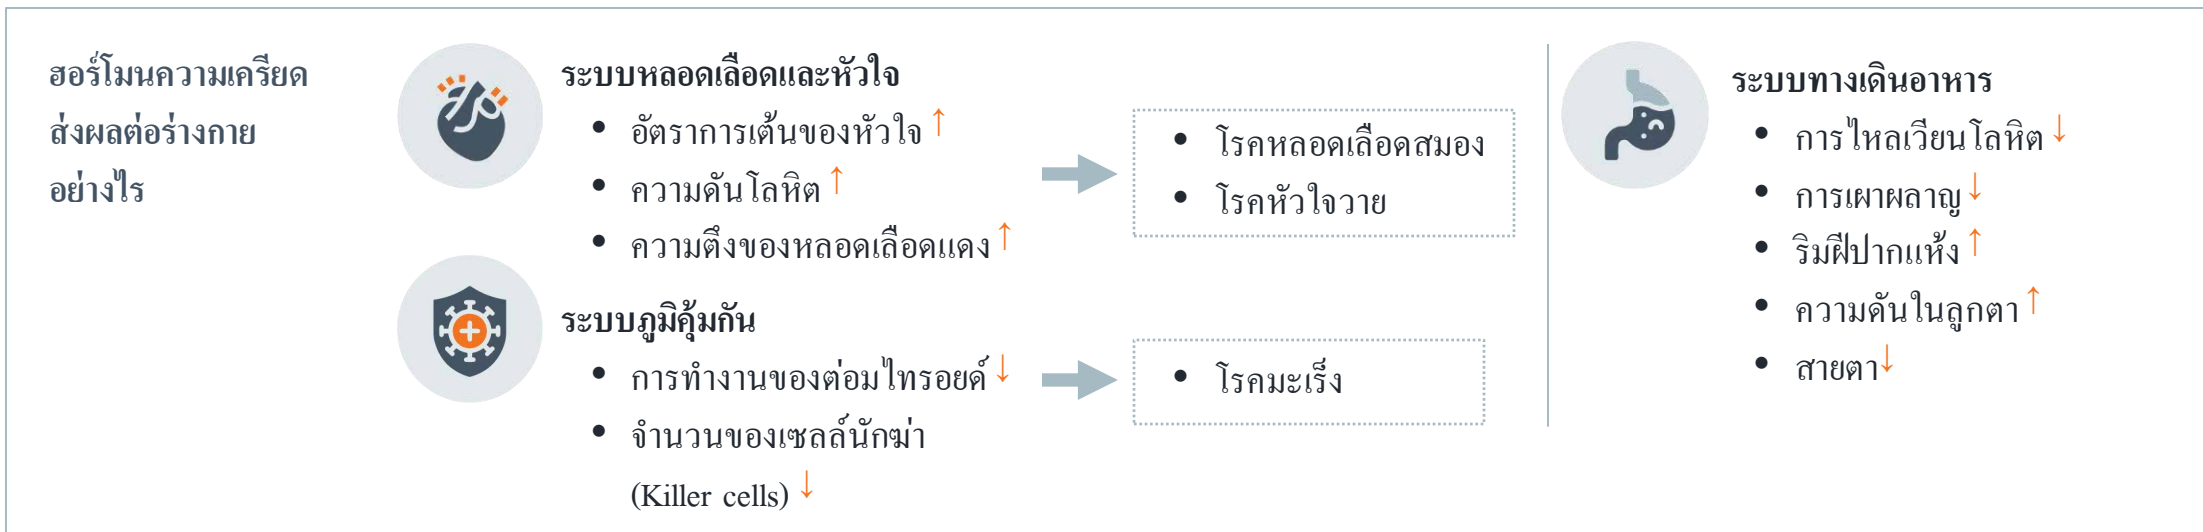 ฮอร์โมนความเครียด
ส่งผลต่อร่างกาย
อย่างไร
ระบบหลอดเลือดและหัวใจ
• อัตราการเต้นของหัวใจ ↑
• ความดันโลหิต ↑
• ความตึงของหลอดเลือดแดง ↑
• โรคหลอดเลือดสมอง
• โรคหัวใจวาย
ระบบภูมิคุ้มกัน
• การทำงานของต่อมไทรอยด์ ↓
• จำนวนของเซลล์นักฆ่า
(Killer cells) ↓
• โรคมะเร็ง
ระบบทางเดินอาหาร
• การไหลเวียนโลหิต ↓
• การเผาผลาญ ↓
• ริมฝีปากแห้ง ↑
• ความดันในลูกตา ↑
• สายตา ↓